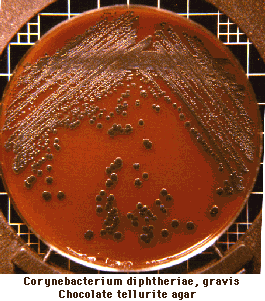 Corynebacterium diphtheriae, gravis
Chocolate tellurite agar